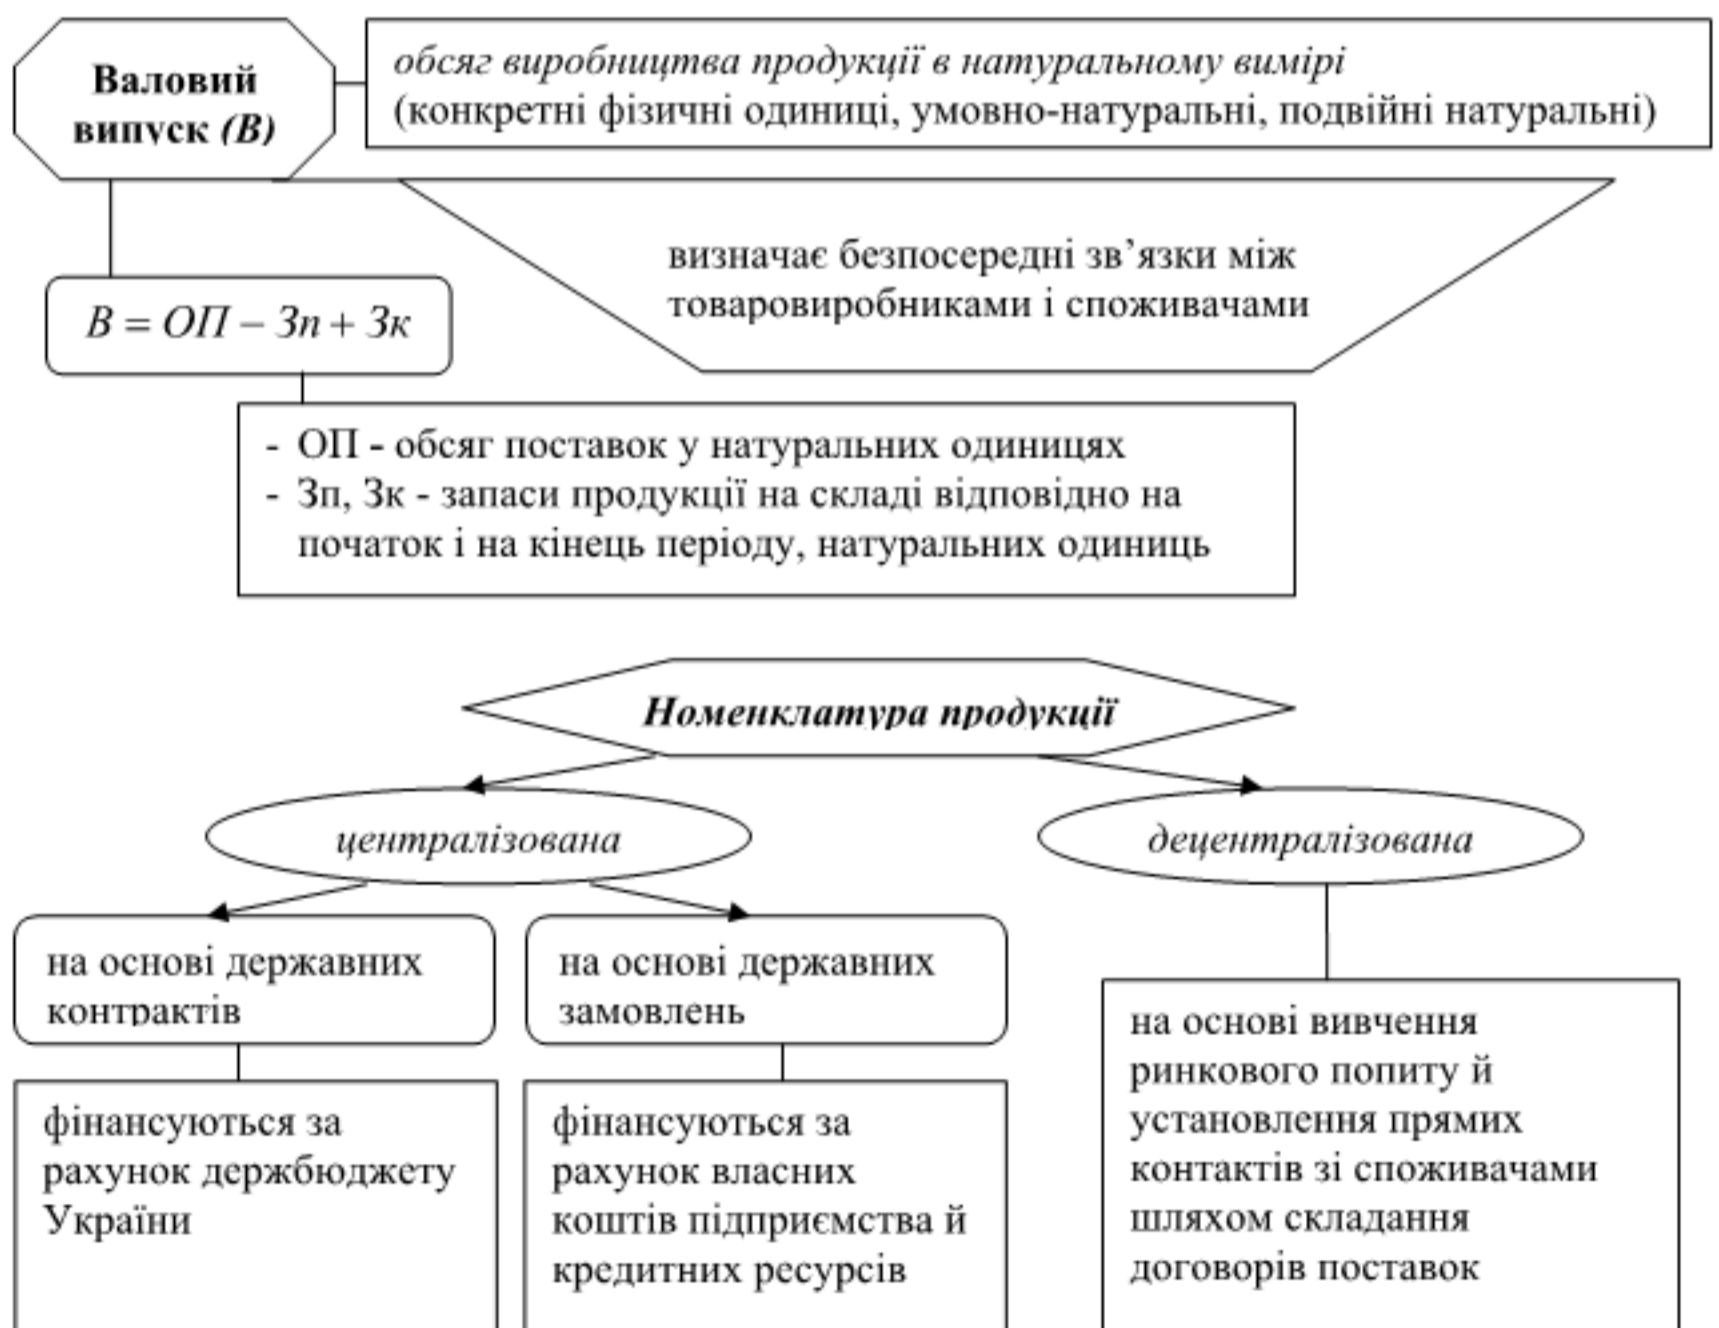 Валовий
випуск (В)
обсяг виробництва продукції в натуральному вимірі
(конкретні фізичні одиниці, умовно-натуральні, подвійні натуральні)
визначає безпосередні зв’язки між
товаровиробниками і споживачами
В = ОП – Зп + Зк
- ОП - обсяг поставок у натуральних одиницях
- Зп, Зк - запаси продукції на складі відповідно на
початок і на кінець періоду, натуральних одиниць
Номенклатура продукції
централізована
децентралізована
на основі державних
контрактів
на основі державних
замовлень
фінансуються за
рахунок держбюджету
України
фінансуються за
рахунок власних
коштів підприємства й
кредитних ресурсів
на основі вивчення
ринкового попиту й
установлення прямих
контактів зі споживачами
шляхом складання
договорів поставок